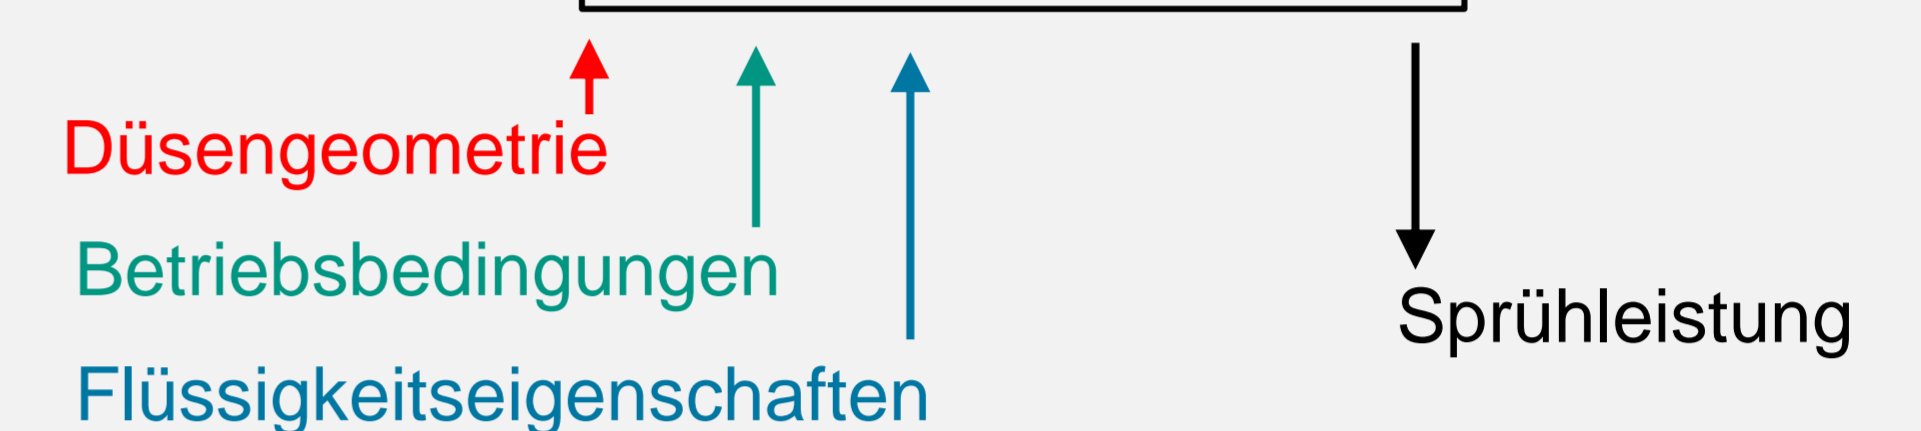 Düsengeometrie
Betriebsbedingungen
Sprühleistung
Flüssigkeitseigenschaften